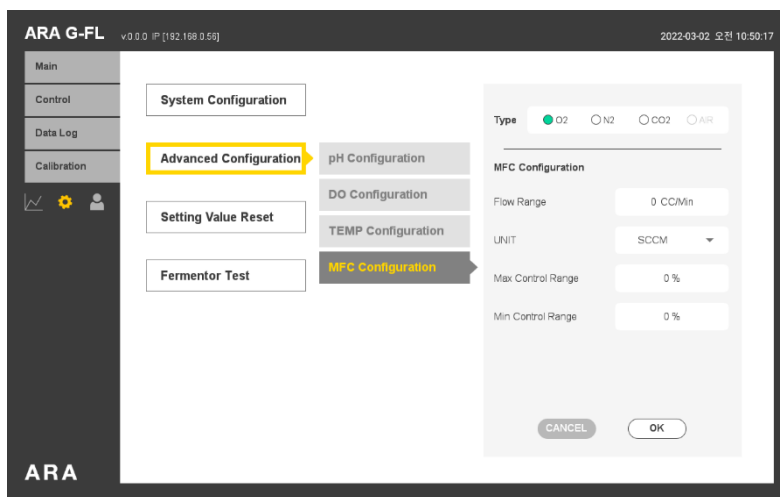 ARA G-FL v.0.0.0 IP [192.168.0.56] 2022-03-02 오전 10:50:17
Main
Control
Data Log
Calibration
System Configuration
Advanced Configuration
Setting Value Reset
Fermentor Test
pH Configuration
DO Configuration
TEMP Configuration
MFC Configuration
Type O2 N2 CO2 AIR
MFC Configuration
Flow Range 0 CC/Min
UNIT SCCM
Max Control Range 0 %
Min Control Range 0 %
CANCEL OK
ARA